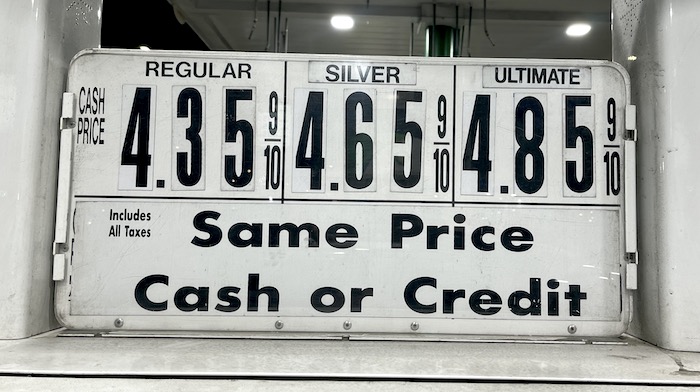 REGULAR SILVER ULTIMATE
CASH PRICE 4.35 9/10 4.65 9/10 4.85 9/10
Includes
All Taxes
Same Price
Cash or Credit